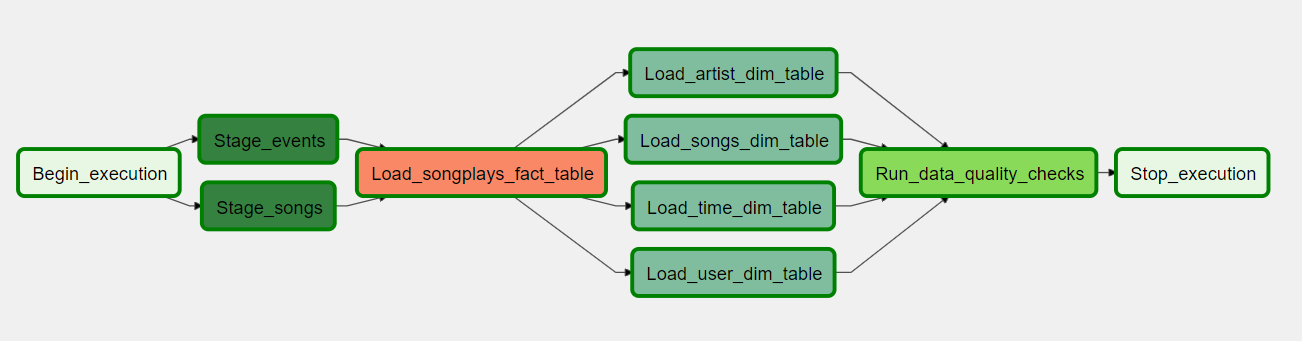 Begin_execution
Stage_events
Stage_songs
Load_songplays_fact_table
Load_artist_dim_table
Load_songs_dim_table
Load_time_dim_table
Load_user_dim_table
Run_data_quality_checks
Stop_execution